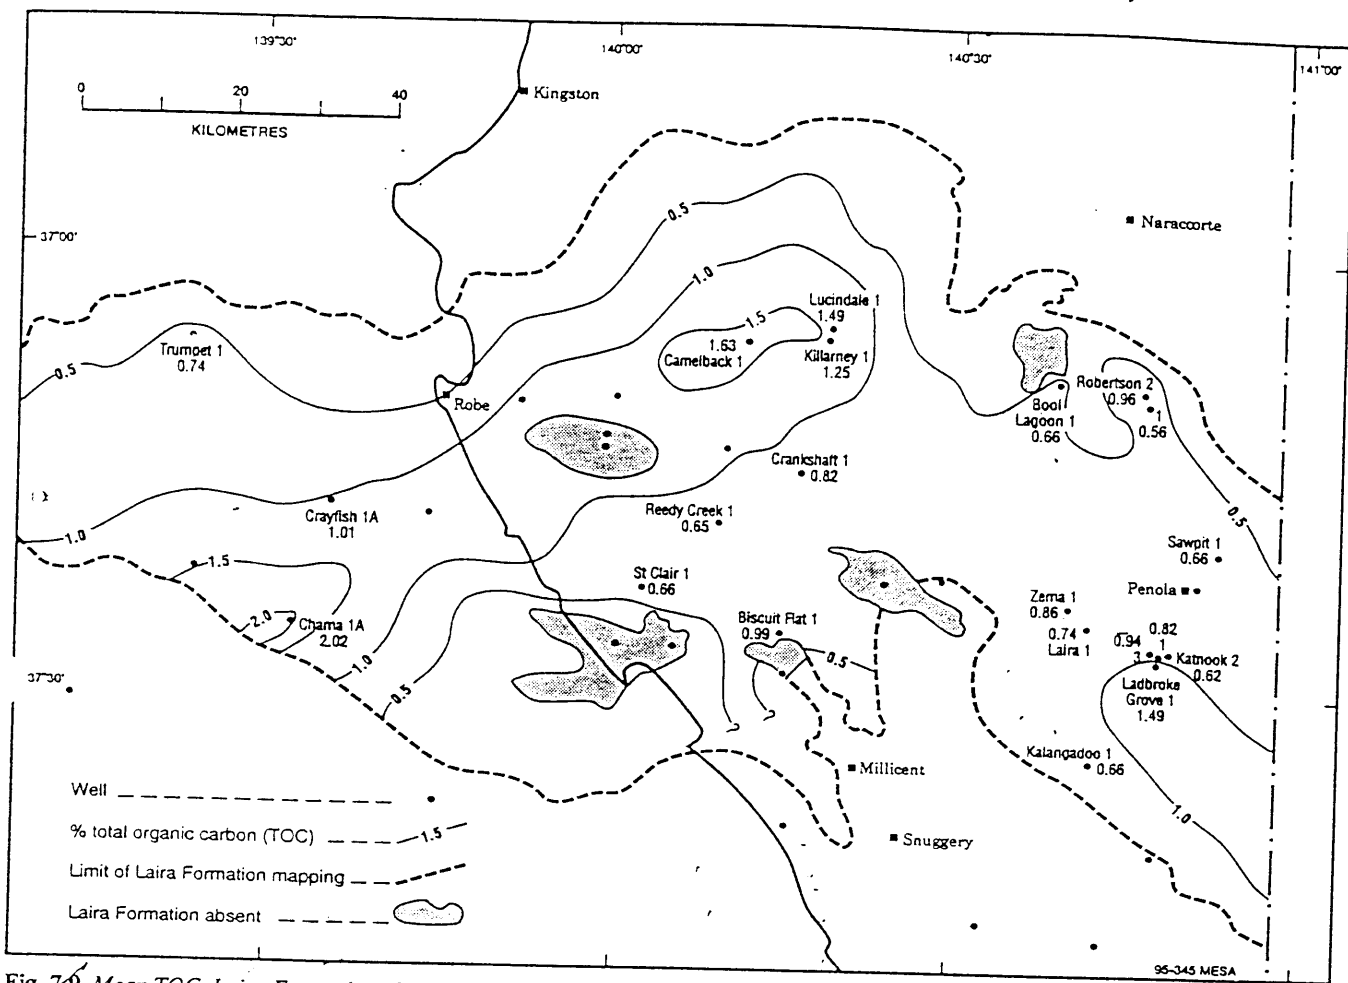 139°30'
140°00'
140°30'
141°00'
0 20 40
KILOMETRES
Kingston
Naracoorte
37°00'
0.5
1.0
Lucindale 1
1.49
1.5
1.63
Camelback 1
Killarney 1
1.25
Trumpet 1
0.74
0.5
Robe
Robertson 2
0.96
1
0.56
Bool
Lagoon 1
0.66
Crankshaft 1
0.82
Crayfish 1A
1.01
1.0
Reedy Creek 1
0.65
0.5
Sawpit 1
0.66
1.5
St Clair 1
0.66
Penola
Zema 1
0.86
2.0
Chama 1A
2.02
Biscuit Flat 1
0.99
0.74
Laira 1
0.82
0.94 1
3 Katnook 2
0.62
1.0
0.5
0.5
37°30'
Ladbroke
Grove 1
1.49
Kalangadoo 1
0.66
Millicent
1.0
Snuggery
Well
% total organic carbon (TOC) 1.5
Limit of Laira Formation mapping
Laira Formation absent
95-345 MESA